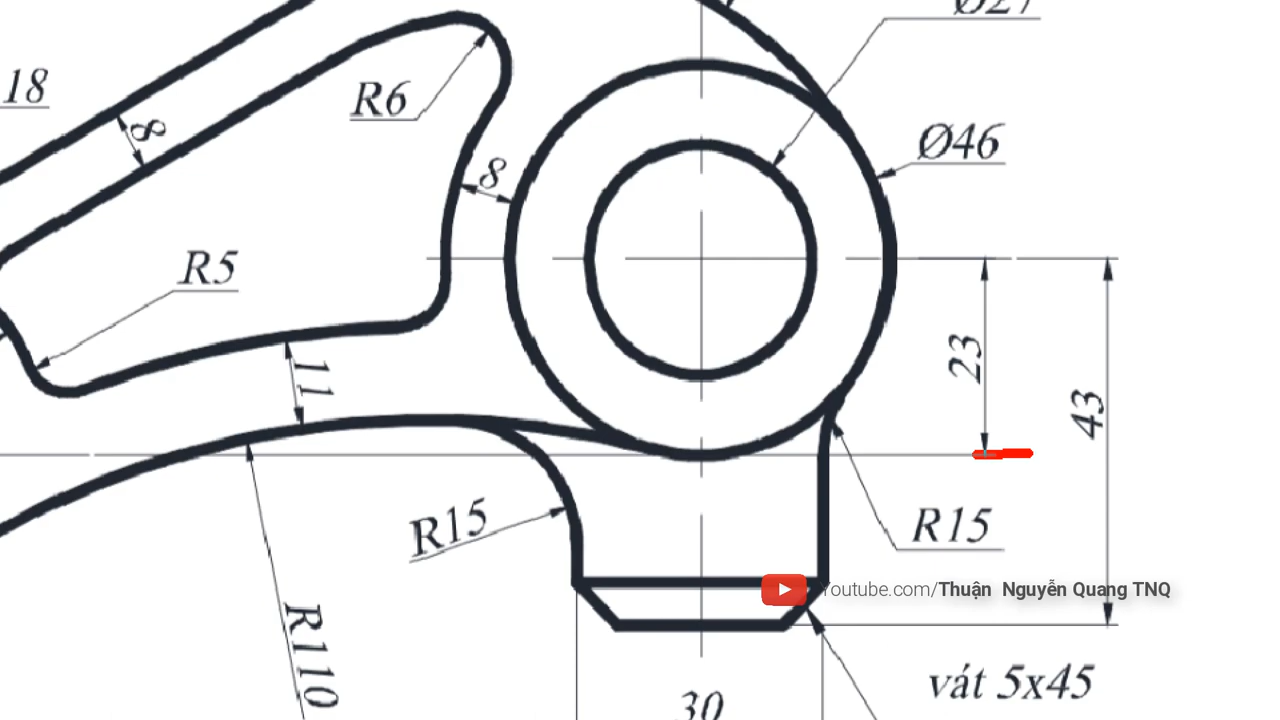 Ø27
18
R6
8
Ø46
8
R5
23
11
43
R15
R15
Youtube.com/Thuận Nguyễn Quang TNQ
R110
vát 5x45
30